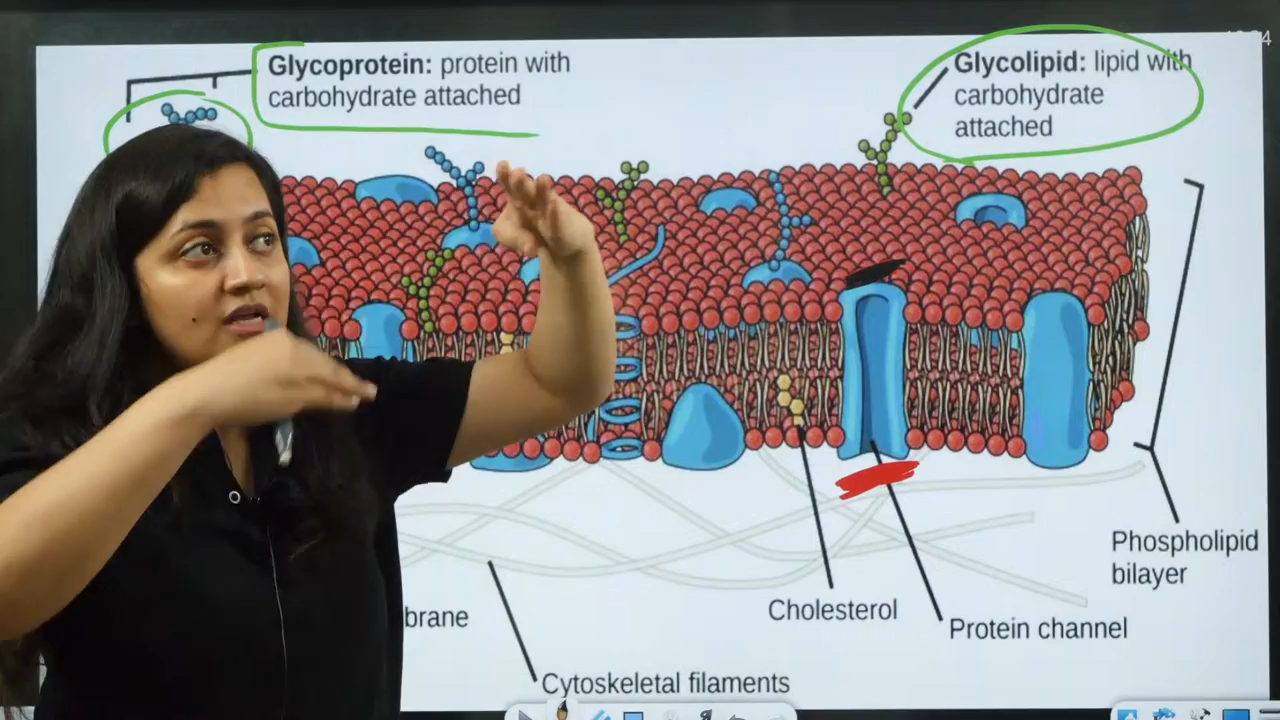 Glycoprotein: protein with
carbohydrate attached
Glycolipid: lipid with
carbohydrate
attached
Phospholipid
bilayer
Cholesterol
Protein channel
brane
Cytoskeletal filaments